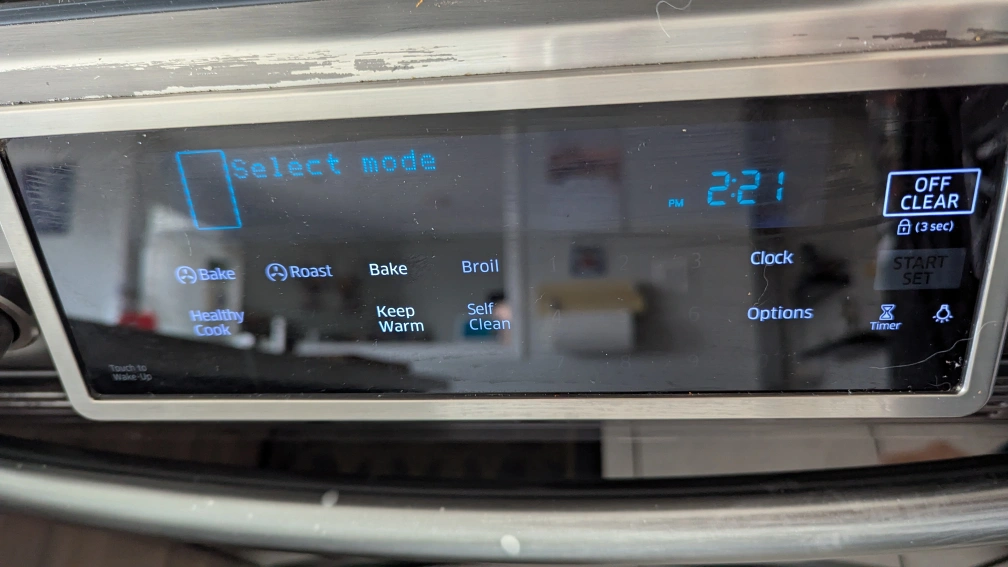 Select mode
PM 2:21
OFF
CLEAR
(3 sec)
Bake
Roast
Bake
Broil
Clock
START
SET
Healthy
Cook
Keep
Warm
Self
Clean
Options
Timer
Touch to
Wake-Up